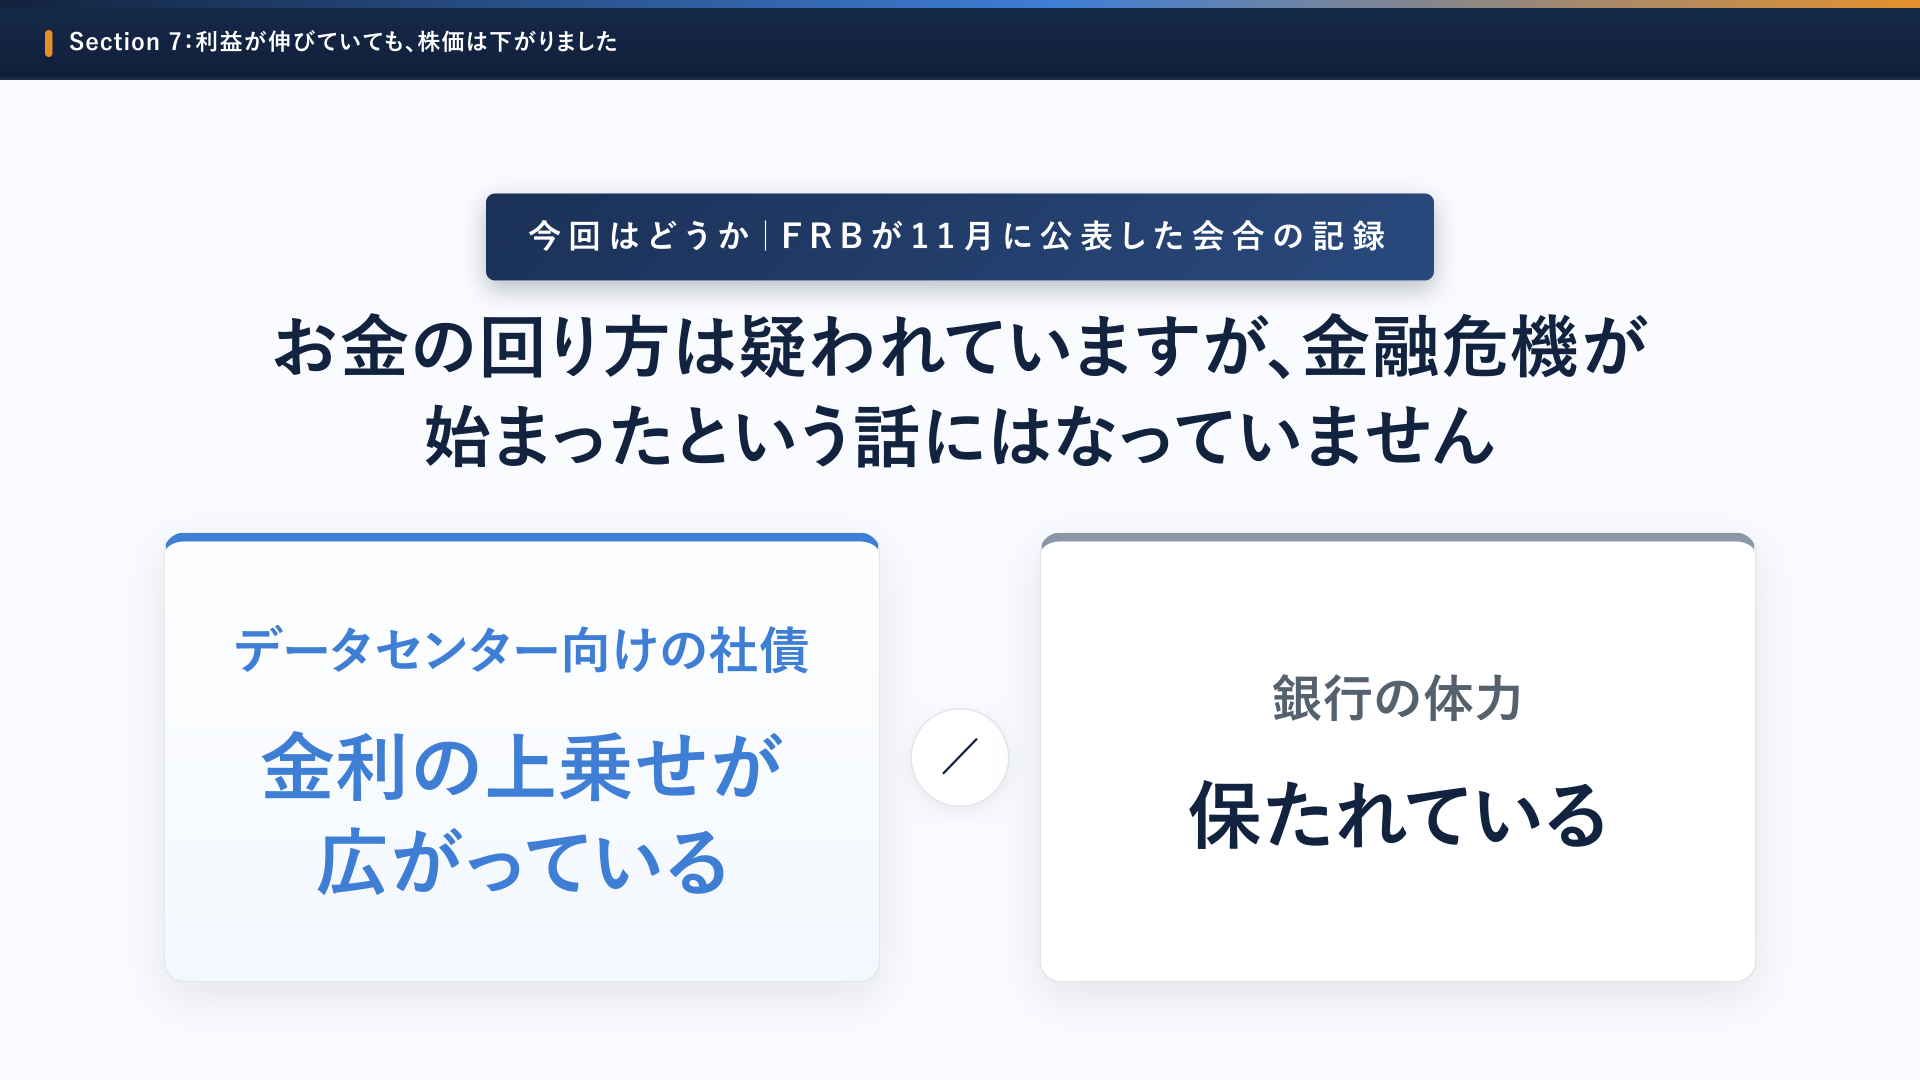 Section 7：利益が伸びていても、株価は下がりました
今回はどうか｜FRBが11月に公表した会合の記録
お金の回り方は疑われていますが、金融危機が
始まったという話にはなっていません
データセンター向けの社債
金利の上乗せが
広がっている
／
銀行の体力
保たれている